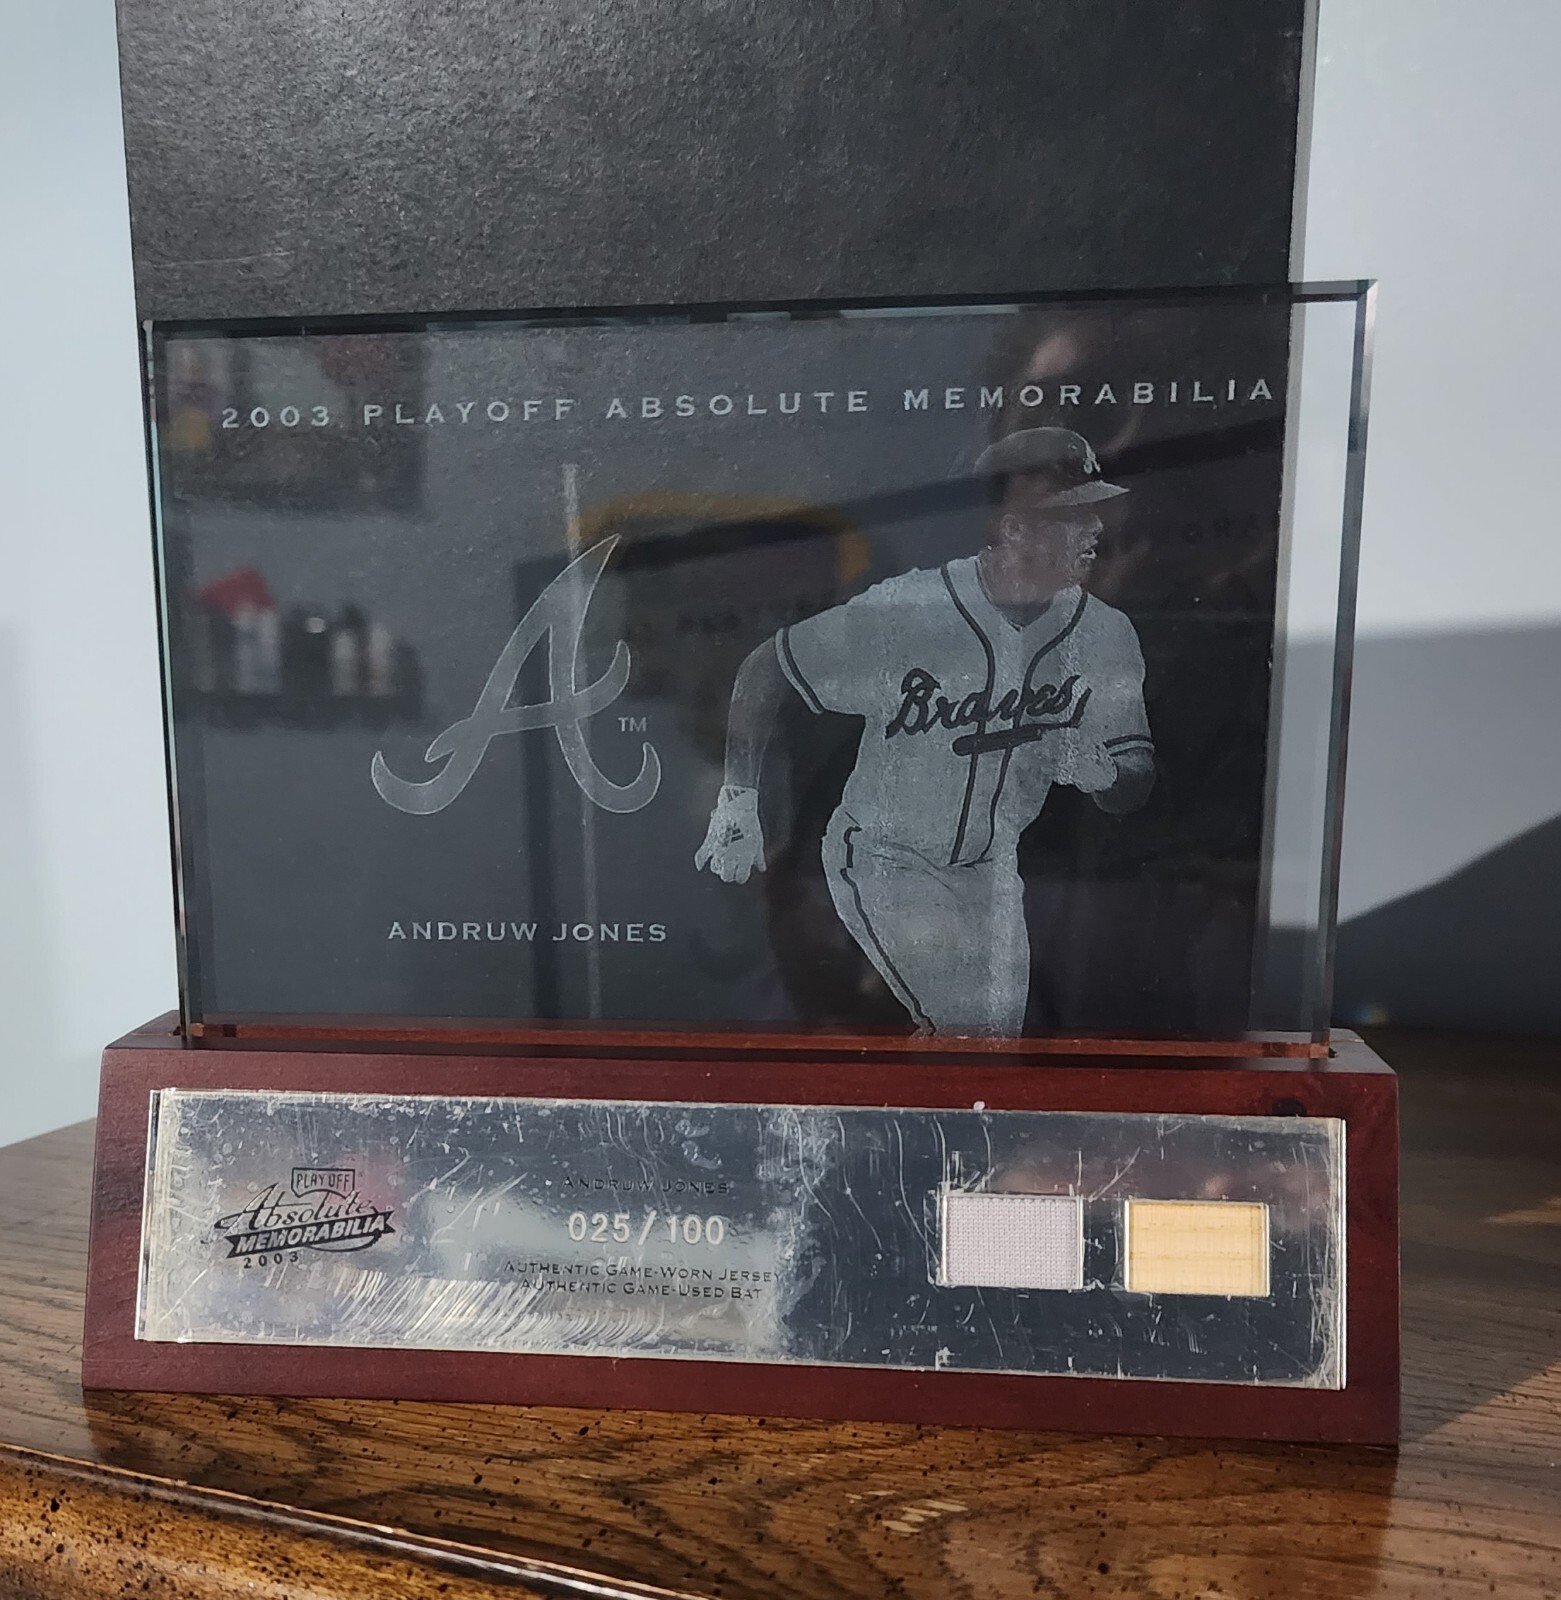 2003 PLAYOFF ABSOLUTE MEMORABILIA
A
TM
Braves
ANDRUW JONES
PLAYOFF
Absolute
MEMORABILIA
2003
ANDRUW JONES
025/100
AUTHENTIC GAME-WORN JERSEY
AUTHENTIC GAME-USED BAT